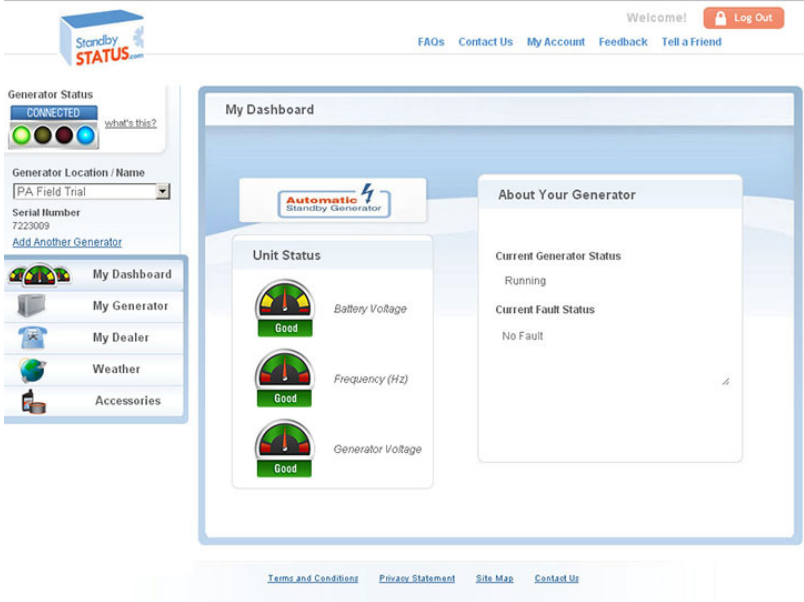 Standby
STATUS.com
Welcome!
Log Out
FAQs Contact Us My Account Feedback Tell a Friend
Generator Status
CONNECTED
what's this?
Generator Location / Name
PA Field Trial
Serial Number
7223009
Add Another Generator
My Dashboard
My Generator
My Dealer
Weather
Accessories
My Dashboard
Automatic
Standby Generator
Unit Status
Good
Battery Voltage
Good
Frequency (Hz)
Good
Generator Voltage
About Your Generator
Current Generator Status
Running
Current Fault Status
No Fault
Terms and Conditions Privacy Statement Site Map Contact Us